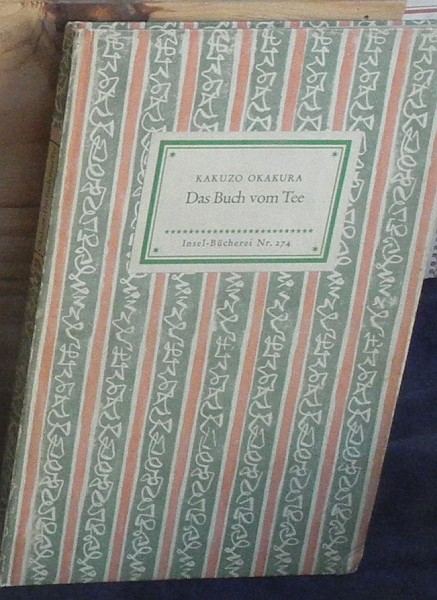 KAKUZO OKAKURA
Das Buch vom Tee
Insel-Bücherei Nr. 274